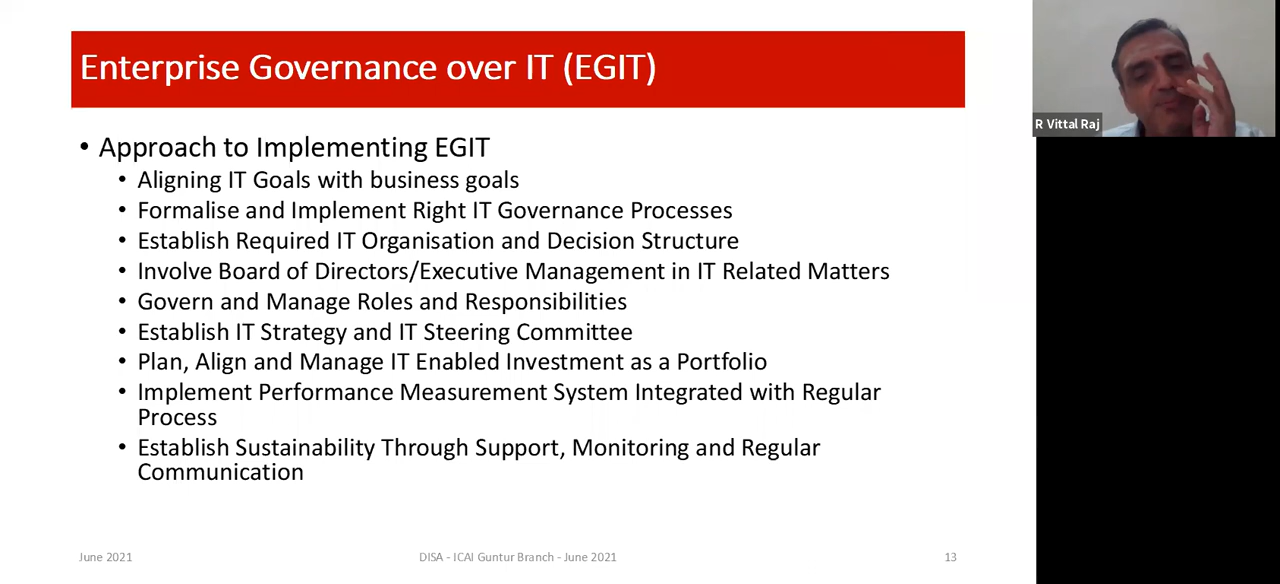 Enterprise Governance over IT (EGIT)
• Approach to Implementing EGIT
• Aligning IT Goals with business goals
• Formalise and Implement Right IT Governance Processes
• Establish Required IT Organisation and Decision Structure
• Involve Board of Directors/Executive Management in IT Related Matters
• Govern and Manage Roles and Responsibilities
• Establish IT Strategy and IT Steering Committee
• Plan, Align and Manage IT Enabled Investment as a Portfolio
• Implement Performance Measurement System Integrated with Regular
Process
• Establish Sustainability Through Support, Monitoring and Regular
Communication
June 2021
DISA - ICAI Guntur Branch - June 2021
13
R Vittal Raj